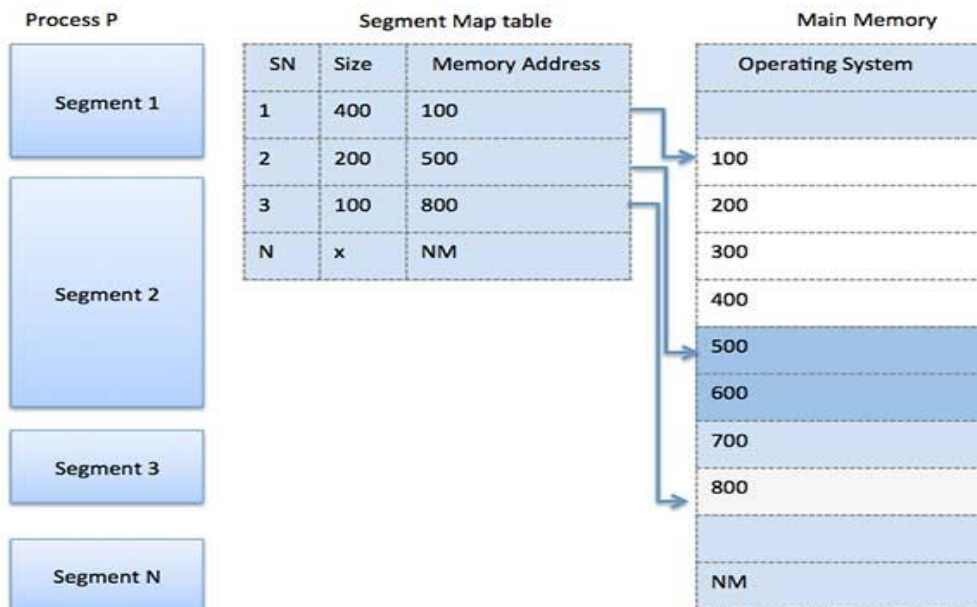 Process P
Segment 1
Segment 2
Segment 3
Segment N
Segment Map table
SN Size Memory Address
1 400 100
2 200 500
3 100 800
N x NM
Main Memory
Operating System
100
200
300
400
500
600
700
800
NM